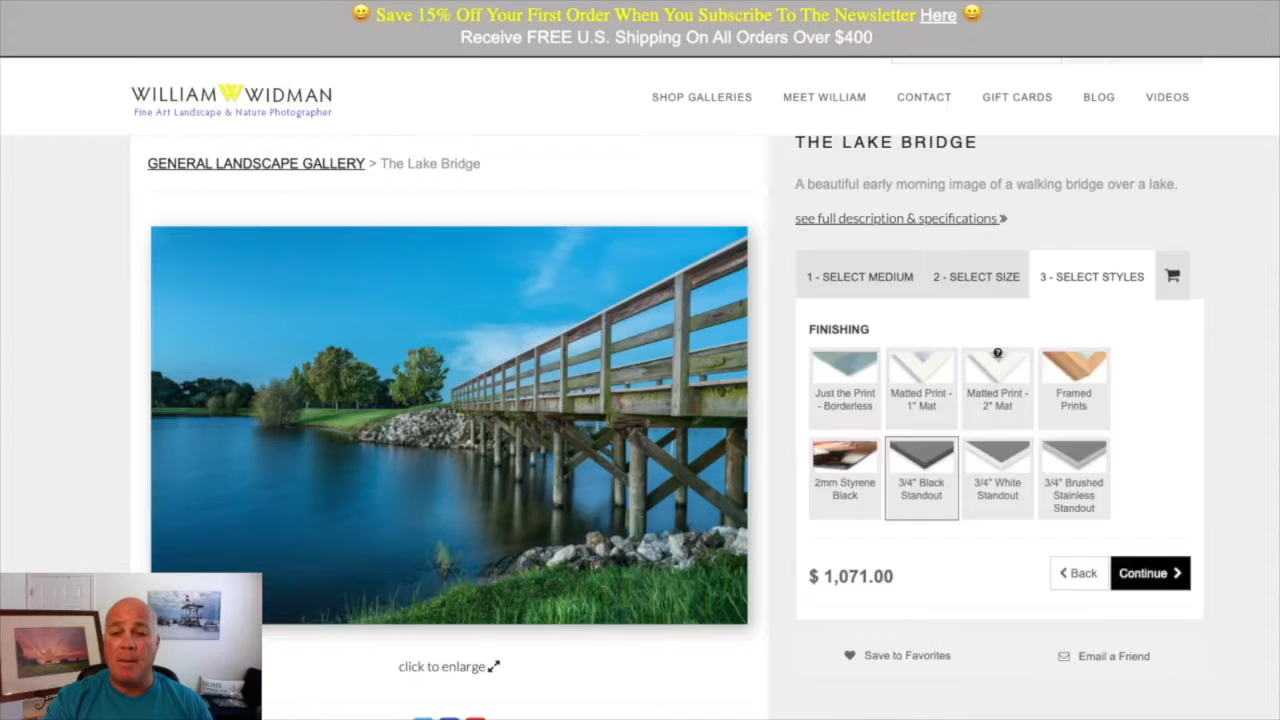 😀 Save 15% Off Your First Order When You Subscribe To The Newsletter Here 😀
Receive FREE U.S. Shipping On All Orders Over $400
WILLIAM W WIDMAN
Fine Art Landscape & Nature Photographer
SHOP GALLERIES
MEET WILLIAM
CONTACT
GIFT CARDS
BLOG
VIDEOS
GENERAL LANDSCAPE GALLERY > The Lake Bridge
THE LAKE BRIDGE
A beautiful early morning image of a walking bridge over a lake.
see full description & specifications »
1 - SELECT MEDIUM
2 - SELECT SIZE
3 - SELECT STYLES
FINISHING
Just the Print
- Borderless
Matted Print -
1" Mat
Matted Print -
2" Mat
Framed
Prints
2mm Styrene
Black
3/4" Black
Standout
3/4" White
Standout
3/4" Brushed
Stainless
Standout
$ 1,071.00
Back
Continue
click to enlarge
Save to Favorites
Email a Friend